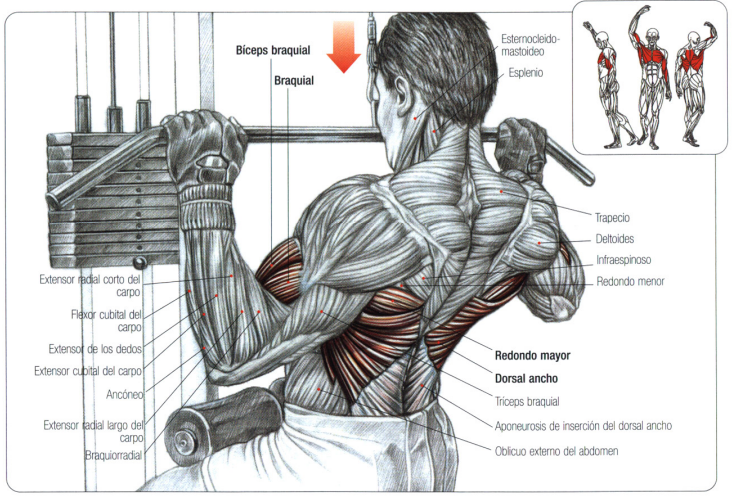 Bíceps braquial
Braquial
Esternocleido-
mastoideo
Esplenio
Trapecio
Deltoides
Infraespinoso
Redondo menor
Extensor radial corto del
carpo
Flexor cubital del
carpo
Extensor de los dedos
Extensor cubital del carpo
Ancóneo
Extensor radial largo del
carpo
Braquiorradial
Redondo mayor
Dorsal ancho
Tríceps braquial
Aponeurosis de inserción del dorsal ancho
Oblicuo externo del abdomen